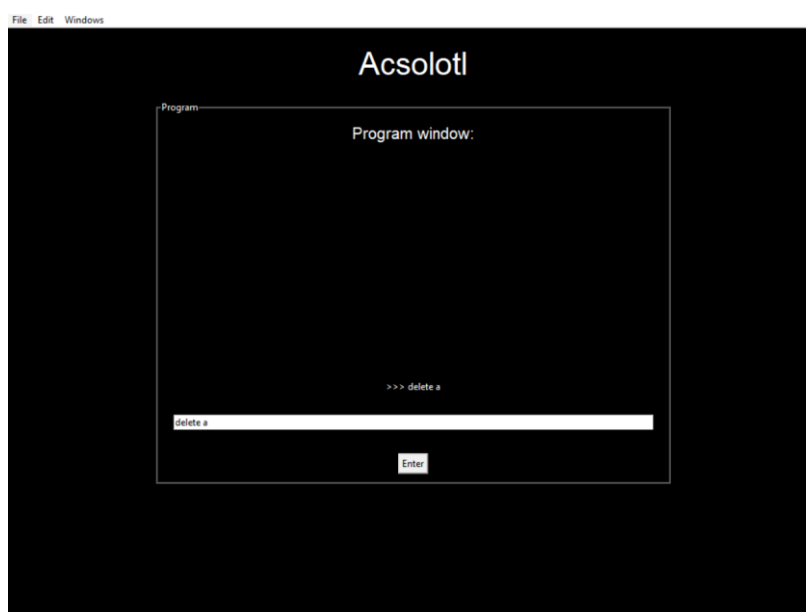 File Edit Windows
Acsolotl
Program
Program window:
>>> delete a
delete a
Enter